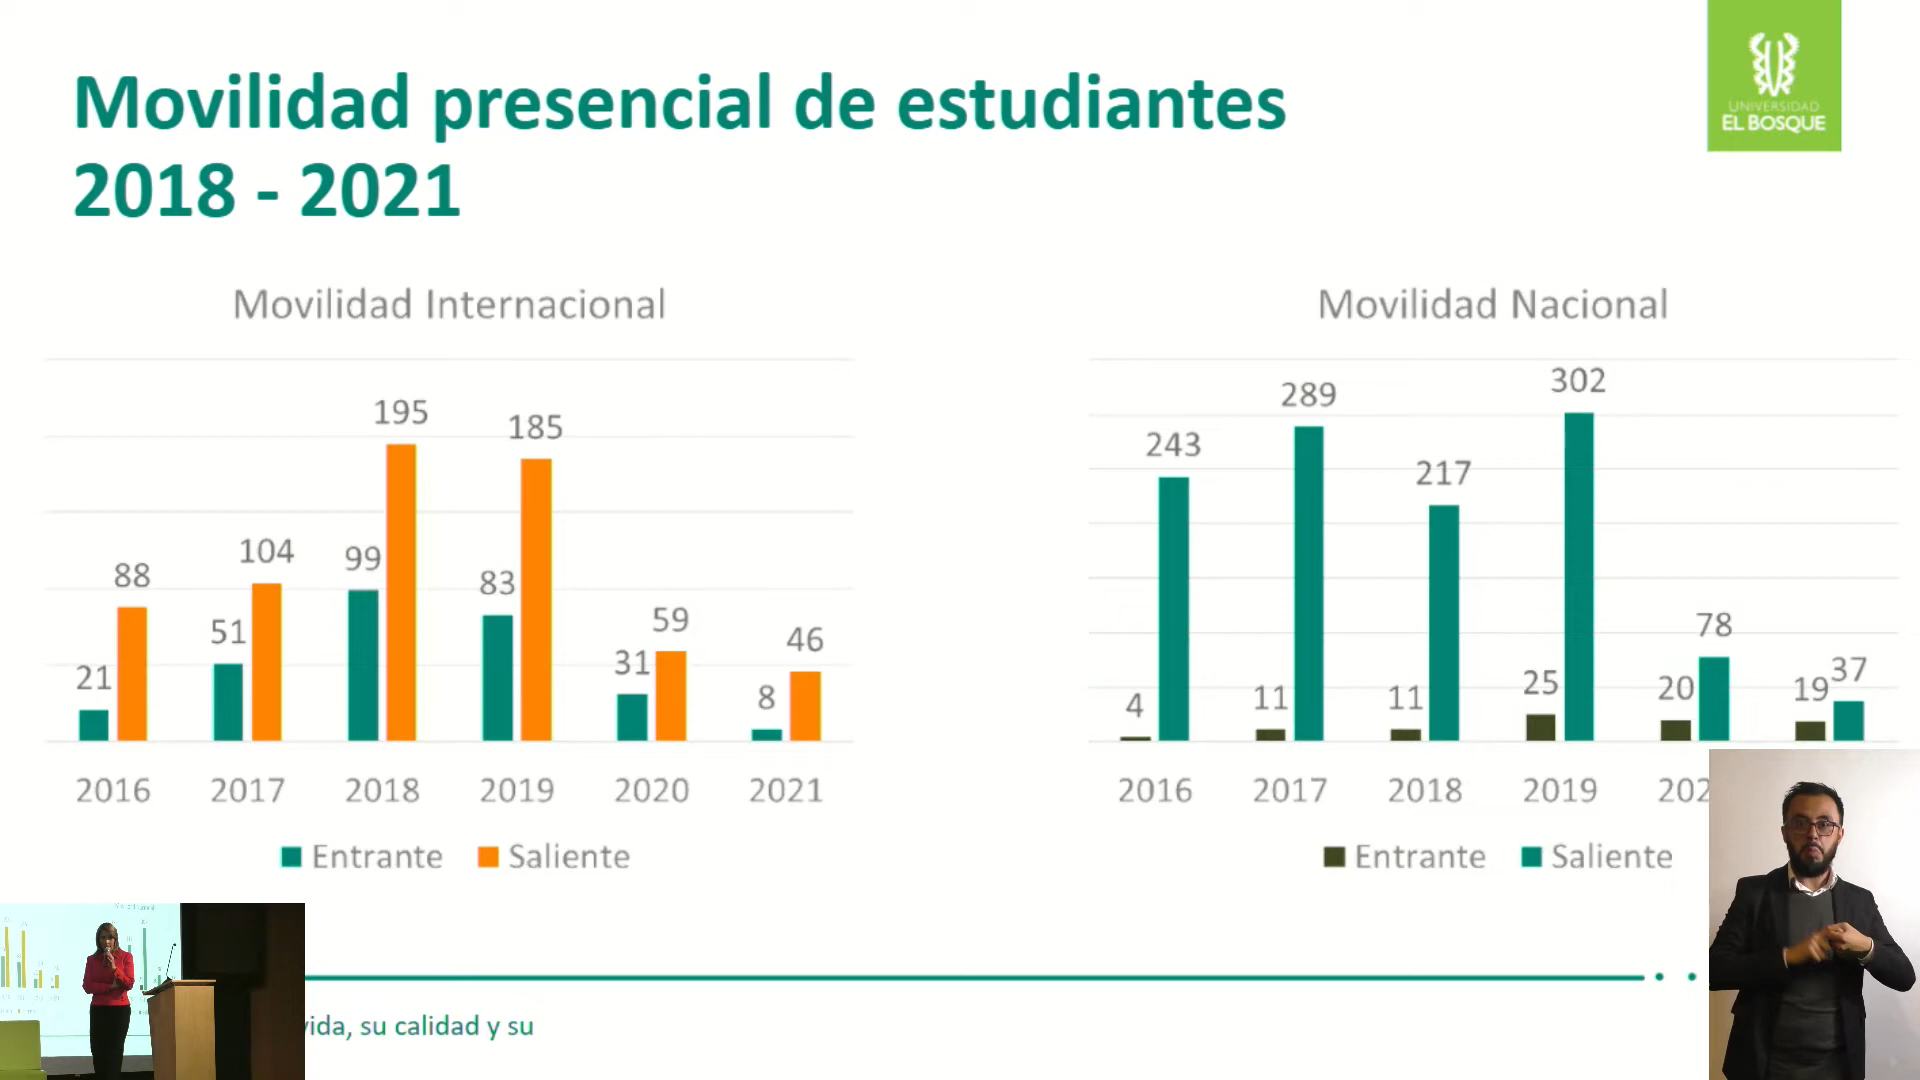 Movilidad presencial de estudiantes
2018 - 2021
UNIVERSIDAD
EL BOSQUE
Movilidad Internacional
195
185
104
99
88
83
59
51
46
31
21
8
2016 2017 2018 2019 2020 2021
Entrante Saliente
Movilidad Nacional
302
289
243
217
78
37
25
20
19
11
11
4
2016 2017 2018 2019
Entrante Saliente
vida, su calidad y su